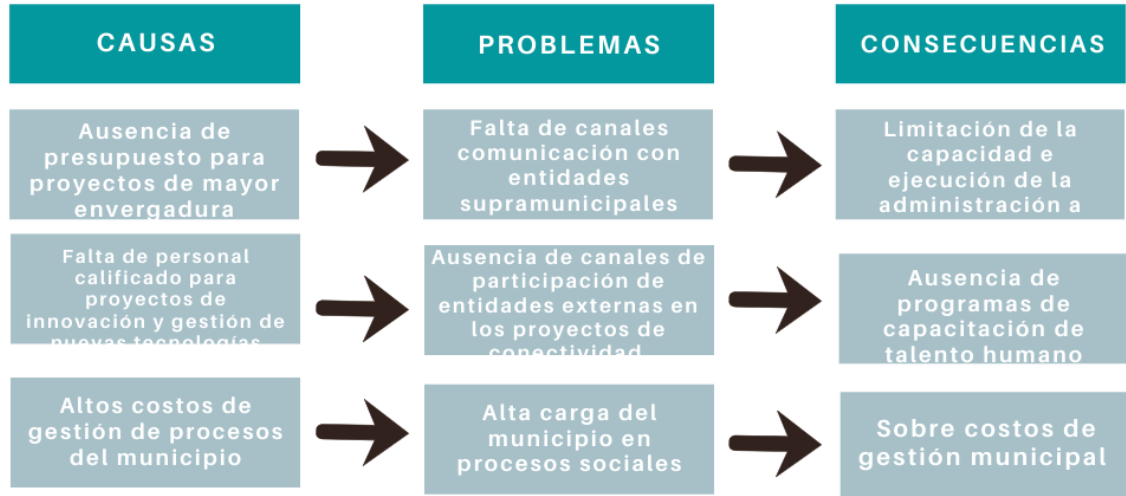 CAUSAS
PROBLEMAS
CONSECUENCIAS
Ausencia de
presupuesto para
proyectos de mayor
envergadura
Falta de canales
comunicación con
entidades
supramunicipales
Limitación de la
capacidad e
ejecución de la
administración a
Falta de personal
calificado para
proyectos de
innovación y gestión de
nuevas tecnologías
Ausencia de canales de
participación de
entidades externas en
los proyectos de
conectividad.
Ausencia de
programas de
capacitación de
talento humano
Altos costos de
gestión de procesos
del municipio
Alta carga del
municipio en
procesos sociales
Sobre costos de
gestión municipal